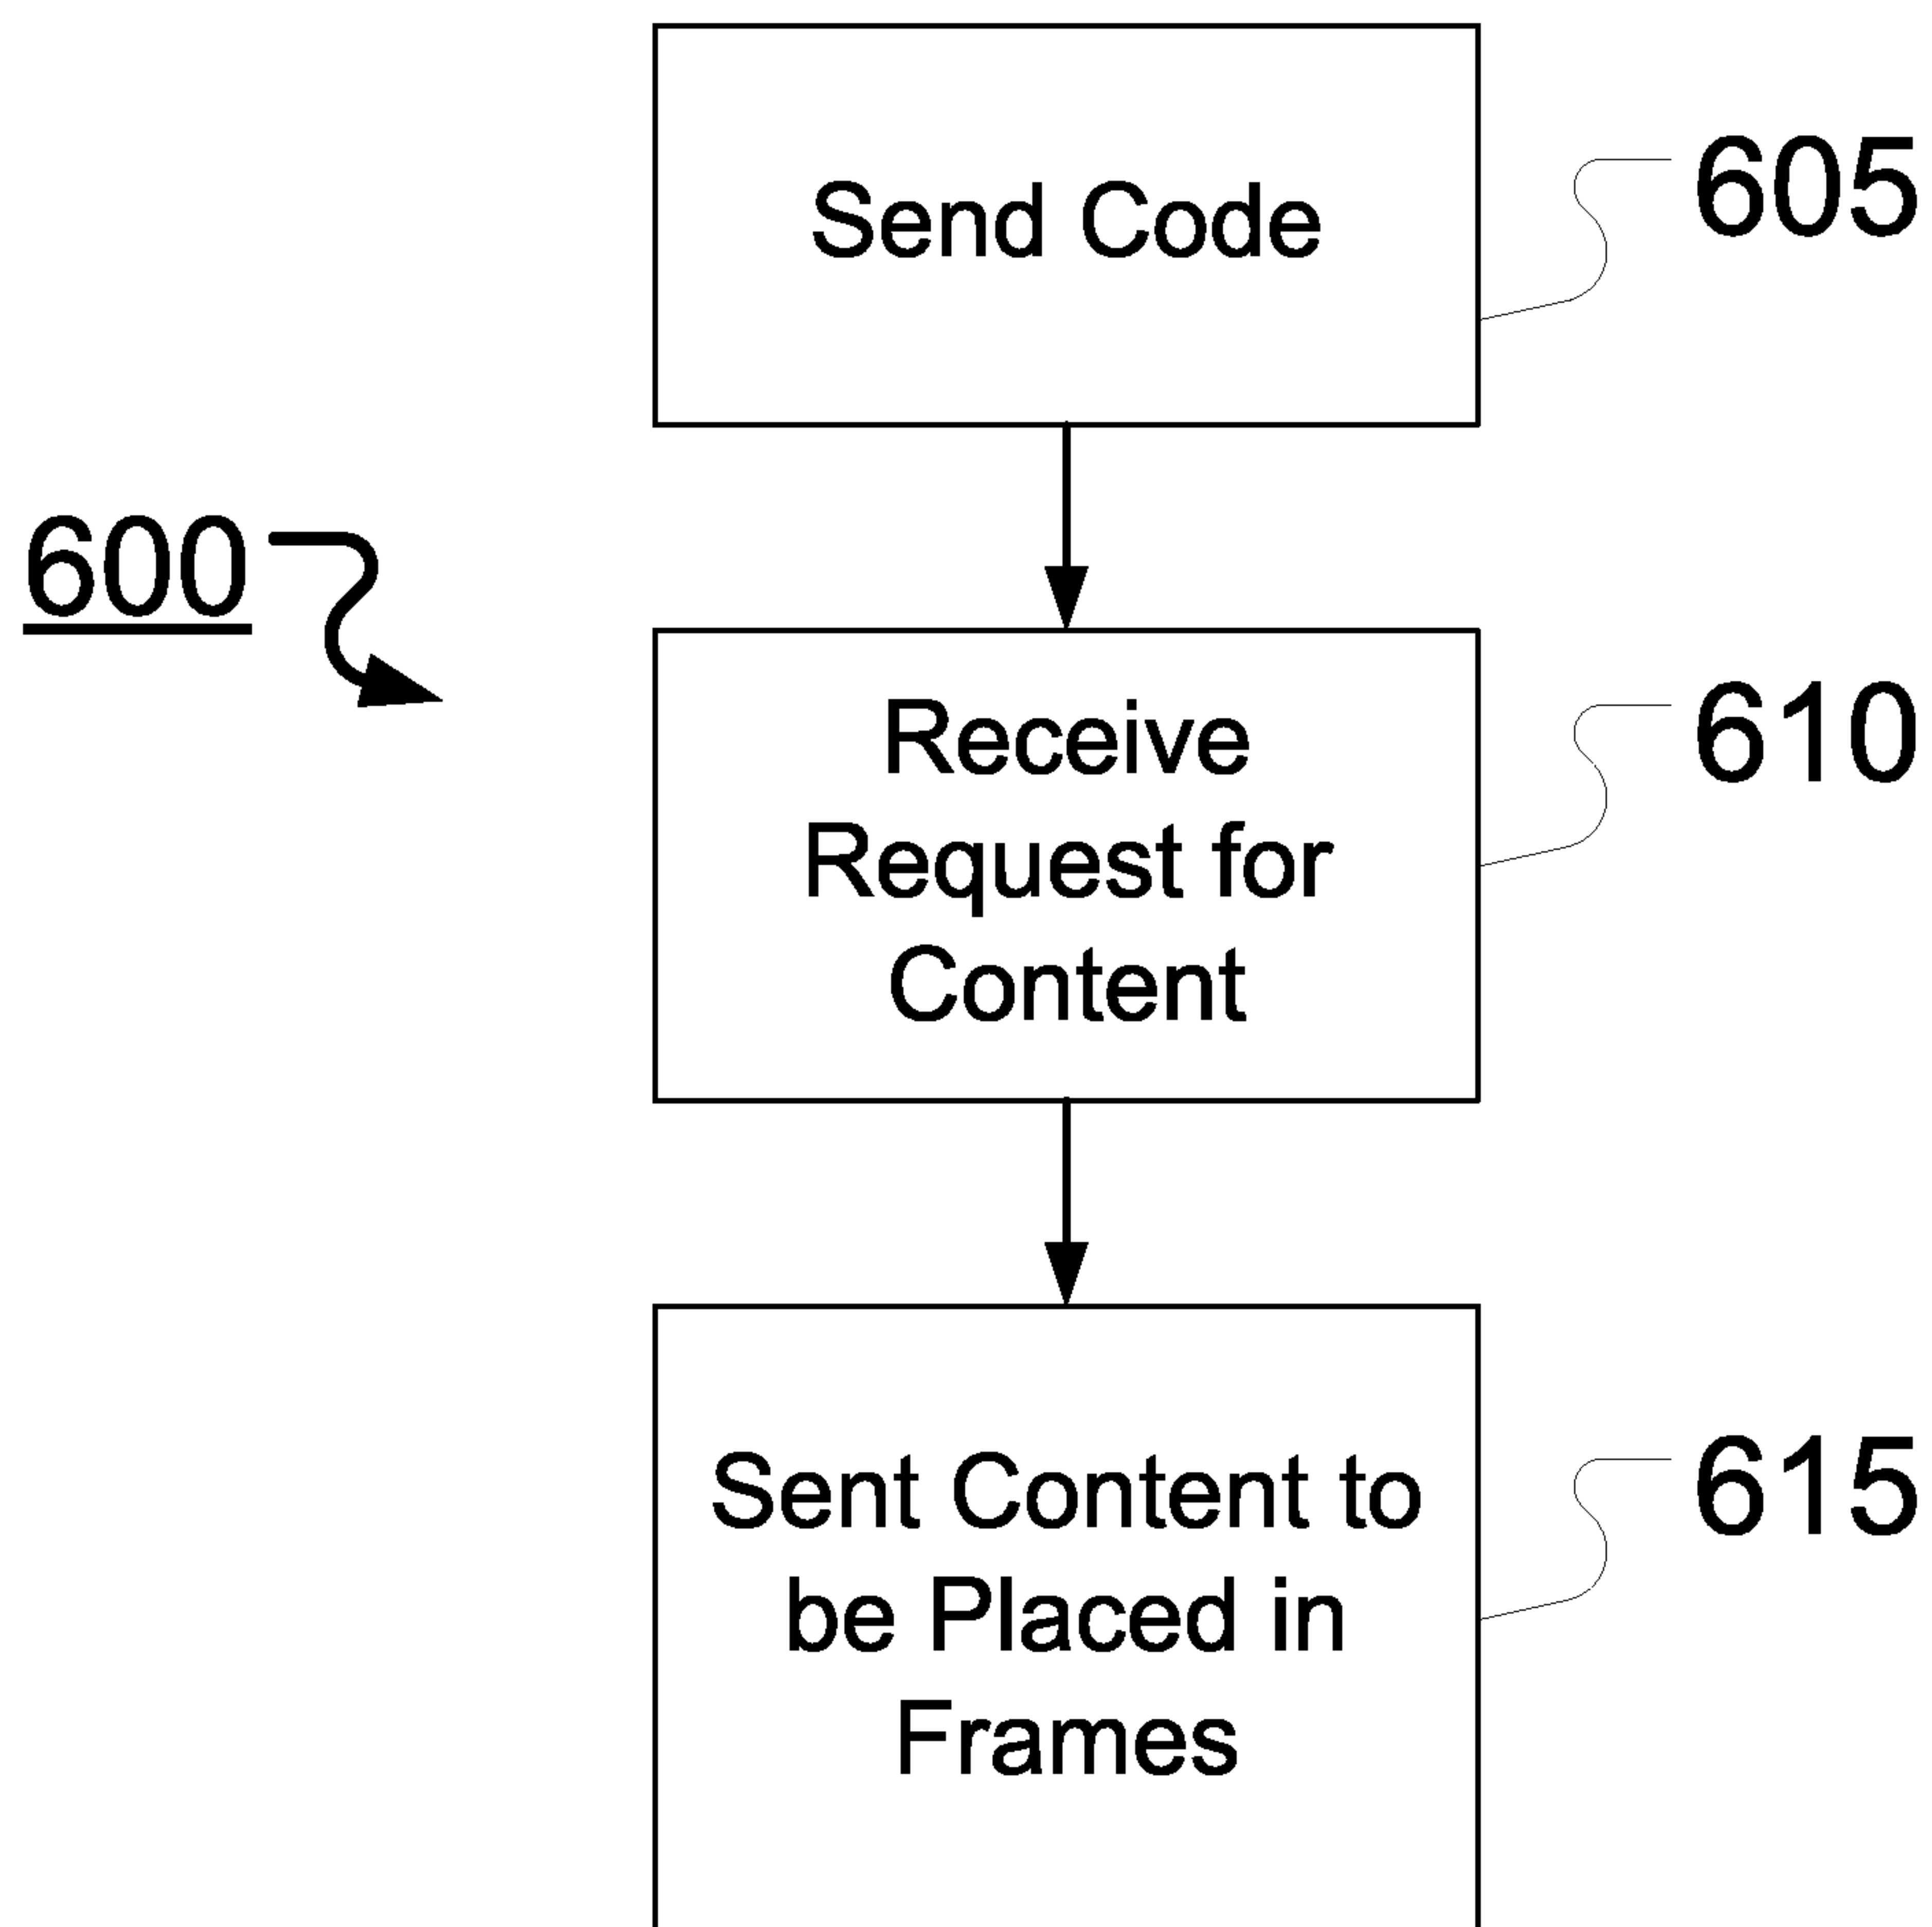 Send Code
605
600
Receive
Request for
Content
610
Sent Content to
be Placed in
Frames
615